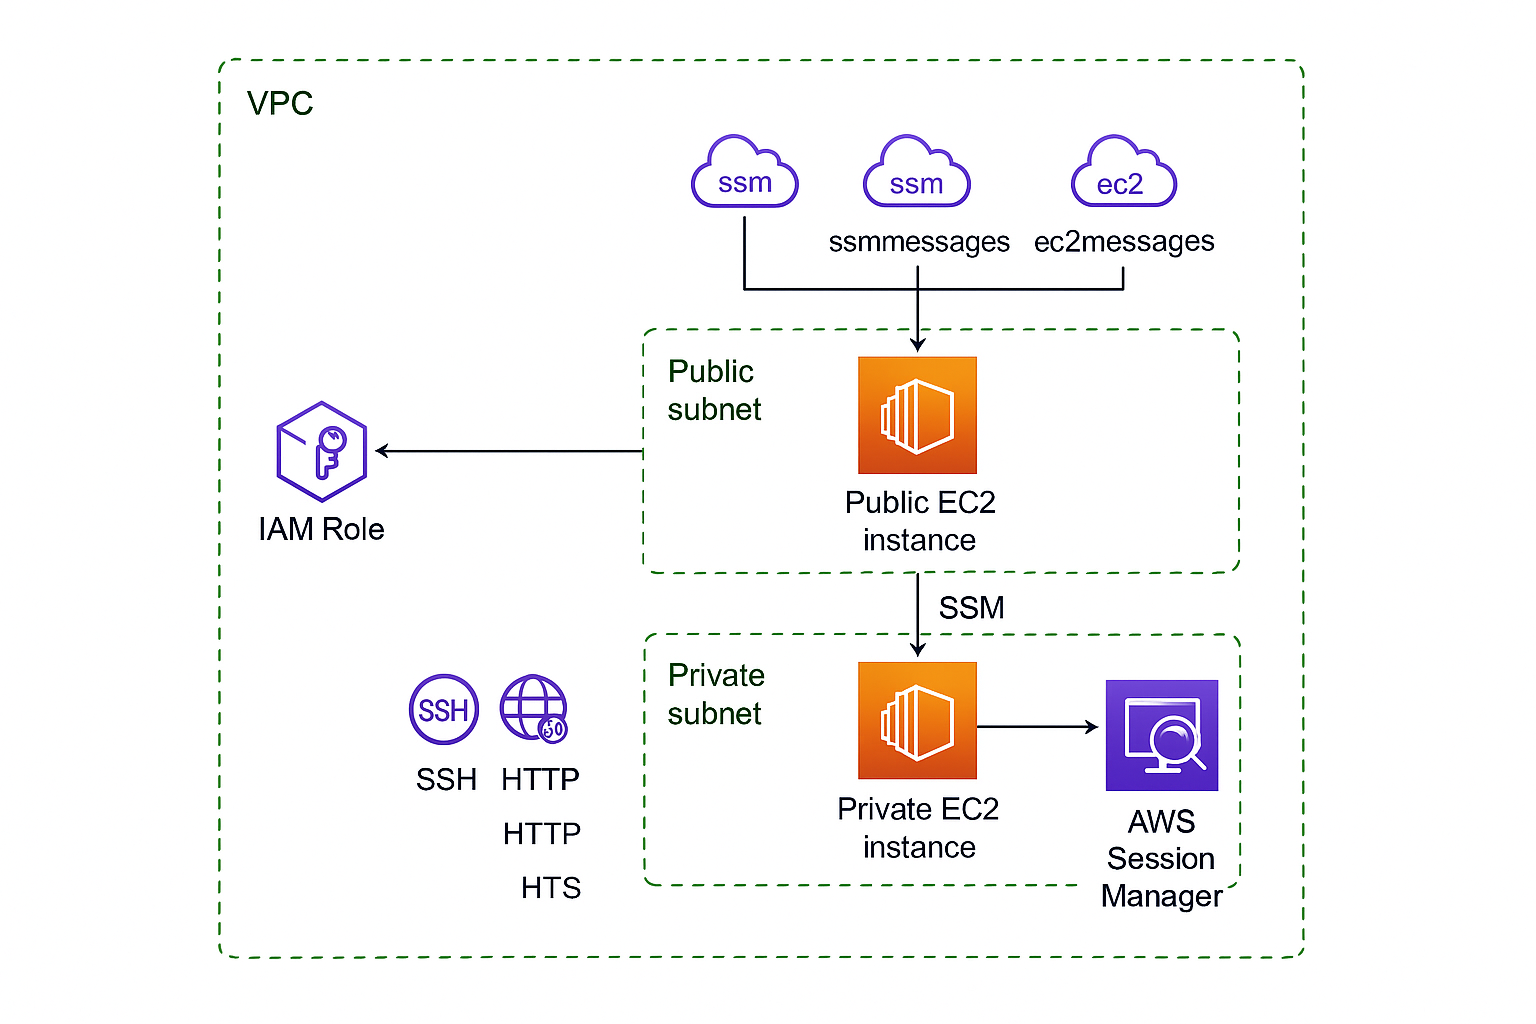 VPC
ssm
ssm
ec2
ssmmessages
ec2messages
Public
subnet
Public EC2
instance
IAM Role
SSM
Private
subnet
Private EC2
instance
AWS
Session
Manager
SSH
SSH
HTTP
HTTP
HTS